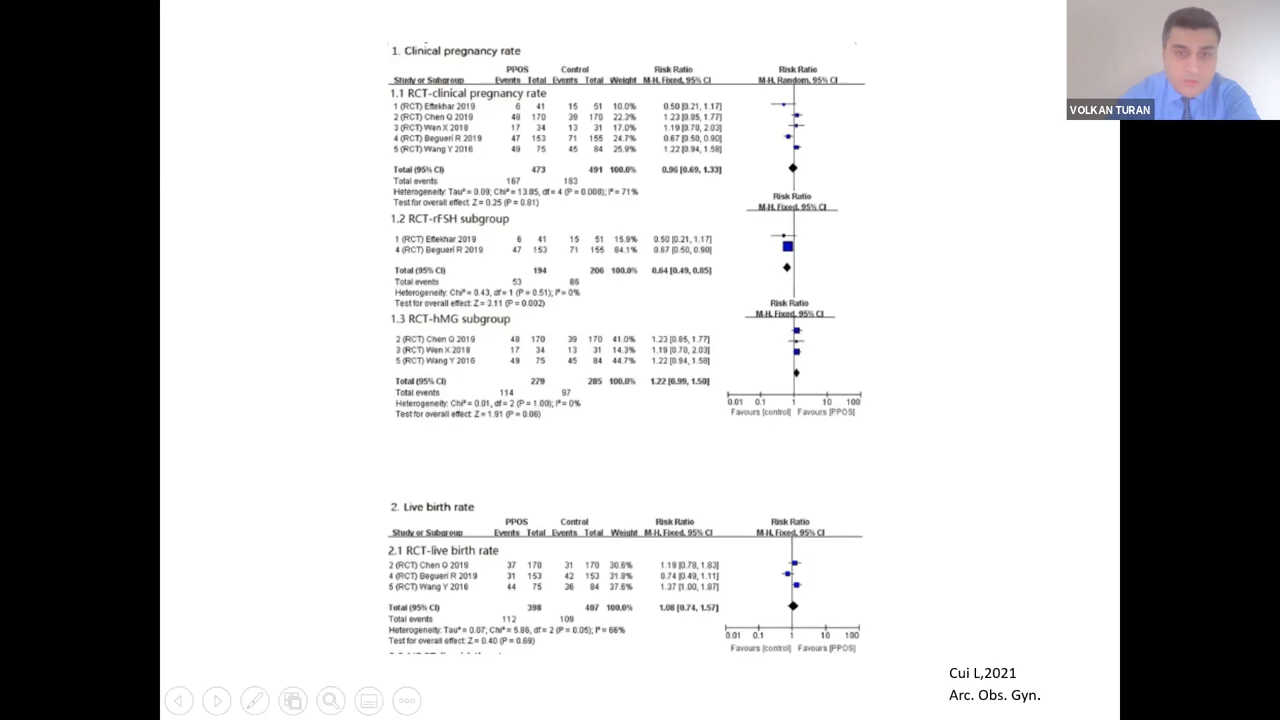 VOLKAN TURAN
1. Clinical pregnancy rate
PPOS Control Risk Ratio Risk Ratio
Study or Subgroup Events Total Events Total Weight M-H, Fixed, 95% CI M-H, Random, 95% CI
1.1 RCT-clinical pregnancy rate
1 (RCT) Eftekhar 2019 6 41 15 51 10.0% 0.50 [0.21, 1.17]
2 (RCT) Chen Q 2019 48 170 39 170 22.3% 1.23 [0.85, 1.77]
3 (RCT) Wen X 2018 17 34 13 31 17.0% 1.19 [0.70, 2.03]
4 (RCT) Begueri R 2019 47 153 71 155 24.7% 0.67 [0.50, 0.90]
5 (RCT) Wang Y 2016 49 75 45 84 25.9% 1.22 [0.94, 1.58]
Total (95% CI) 473 491 100.0% 0.96 [0.69, 1.33]
Total events 167 183
Heterogeneity: Tau² = 0.09; Chi² = 13.85, df = 4 (P = 0.008); I² = 71%
Test for overall effect: Z = 0.25 (P = 0.81)
Risk Ratio
M-H, Fixed, 95% CI
1.2 RCT-rFSH subgroup
1 (RCT) Eftekhar 2019 6 41 15 51 15.9% 0.50 [0.21, 1.17]
4 (RCT) Begueri R 2019 47 153 71 155 84.1% 0.67 [0.50, 0.90]
Total (95% CI) 194 206 100.0% 0.64 [0.49, 0.85]
Total events 53 86
Heterogeneity: Chi² = 0.43, df = 1 (P = 0.51); I² = 0%
Test for overall effect: Z = 3.11 (P = 0.002)
Risk Ratio
M-H, Fixed, 95% CI
1.3 RCT-hMG subgroup
2 (RCT) Chen Q 2019 48 170 39 170 41.0% 1.23 [0.85, 1.77]
3 (RCT) Wen X 2018 17 34 13 31 14.3% 1.19 [0.70, 2.03]
5 (RCT) Wang Y 2016 49 75 45 84 44.7% 1.22 [0.94, 1.58]
Total (95% CI) 279 285 100.0% 1.22 [0.99, 1.50]
Total events 114 97
Heterogeneity: Chi² = 0.01, df = 2 (P = 1.00); I² = 0%
Test for overall effect: Z = 1.91 (P = 0.06)
0.01 0.1 1 10 100
Favours [control] Favours [PPOS]
2. Live birth rate
PPOS Control Risk Ratio Risk Ratio
Study or Subgroup Events Total Events Total Weight M-H, Fixed, 95% CI M-H, Fixed, 95% CI
2.1 RCT-live birth rate
2 (RCT) Chen Q 2019 37 170 31 170 30.6% 1.19 [0.78, 1.83]
4 (RCT) Begueri R 2019 31 153 42 153 31.8% 0.74 [0.49, 1.11]
5 (RCT) Wang Y 2016 44 75 36 84 37.6% 1.37 [1.00, 1.87]
Total (95% CI) 398 407 100.0% 1.08 [0.74, 1.57]
Total events 112 109
Heterogeneity: Tau² = 0.07; Chi² = 5.86, df = 2 (P = 0.05); I² = 66%
Test for overall effect: Z = 0.40 (P = 0.69)
0.01 0.1 1 10 100
Favours [control] Favours [PPOS]
Cui L,2021
Arc. Obs. Gyn.